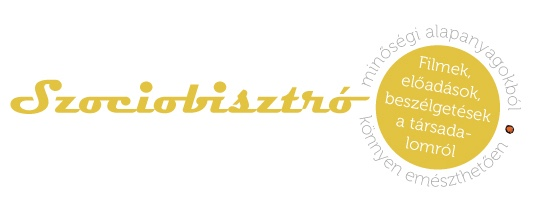 Szociobisztró
minőségi alapanyagokból
Filmek,
előadások,
beszélgetések
a társada-
lomról
könnyen emészthetően